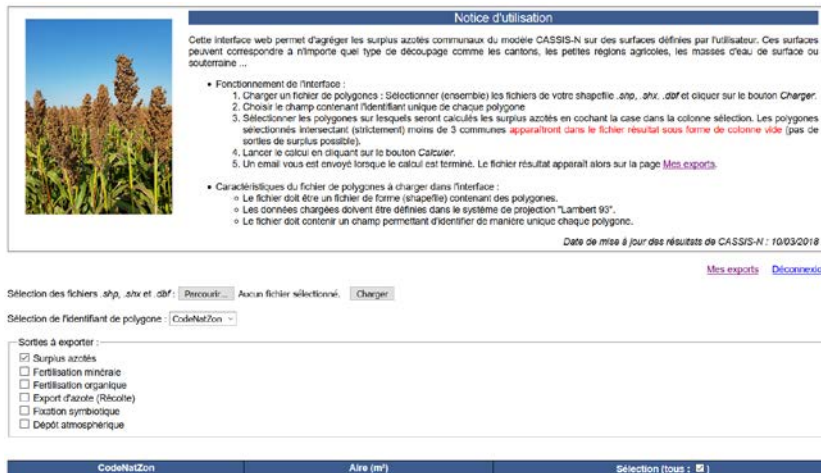 Notice d'utilisation
Cette interface web permet d'agréger les surplus azotés communaux du modèle CASSIS-N sur des surfaces définies par l'utilisateur. Ces surfaces
peuvent correspondre à n'importe quel type de découpage comme les cantons, les petites régions agricoles, les masses d'eau de surface ou
souterraine ...
• Fonctionnement de l'interface :
1. Charger un fichier de polygones : Sélectionner (ensemble) les fichiers de votre shapefile .shp, .shx, .dbf et cliquer sur le bouton Charger.
2. Choisir le champ contenant l'identifiant unique de chaque polygone
3. Sélectionner les polygones sur lesquels seront calculés les surplus azotés en cochant la case dans la colonne sélection. Les polygones
sélectionnés intersectant (strictement) moins de 3 communes apparaîtront dans le fichier résultat sous forme de colonne vide (pas de
sorties de surplus possible).
4. Lancer le calcul en cliquant sur le bouton Calculer.
5. Un email vous est envoyé lorsque le calcul est terminé. Le fichier résultat apparaît alors sur la page Mes exports.
• Caractéristiques du fichier de polygones à charger dans l'interface :
○ Le fichier doit être un fichier de forme (shapefile) contenant des polygones.
○ Les données chargées doivent être définies dans le système de projection "Lambert 93".
○ Le fichier doit contenir un champ permettant d'identifier de manière unique chaque polygone.
Date de mise à jour des résultats de CASSIS-N : 10/03/2018
Mes exports Déconnexio
Sélection des fichiers .shp, .shx et .dbf : Parcourir... Aucun fichier sélectionné. Charger
Sélection de l'identifiant de polygone : CodeNatZon
Sorties à exporter :
Surplus azotés
Fertilisation minérale
Fertilisation organique
Export d'azote (Récolte)
Fixation symbiotique
Dépôt atmosphérique
CodeNatZon Aire (m²) Sélection (tous : )